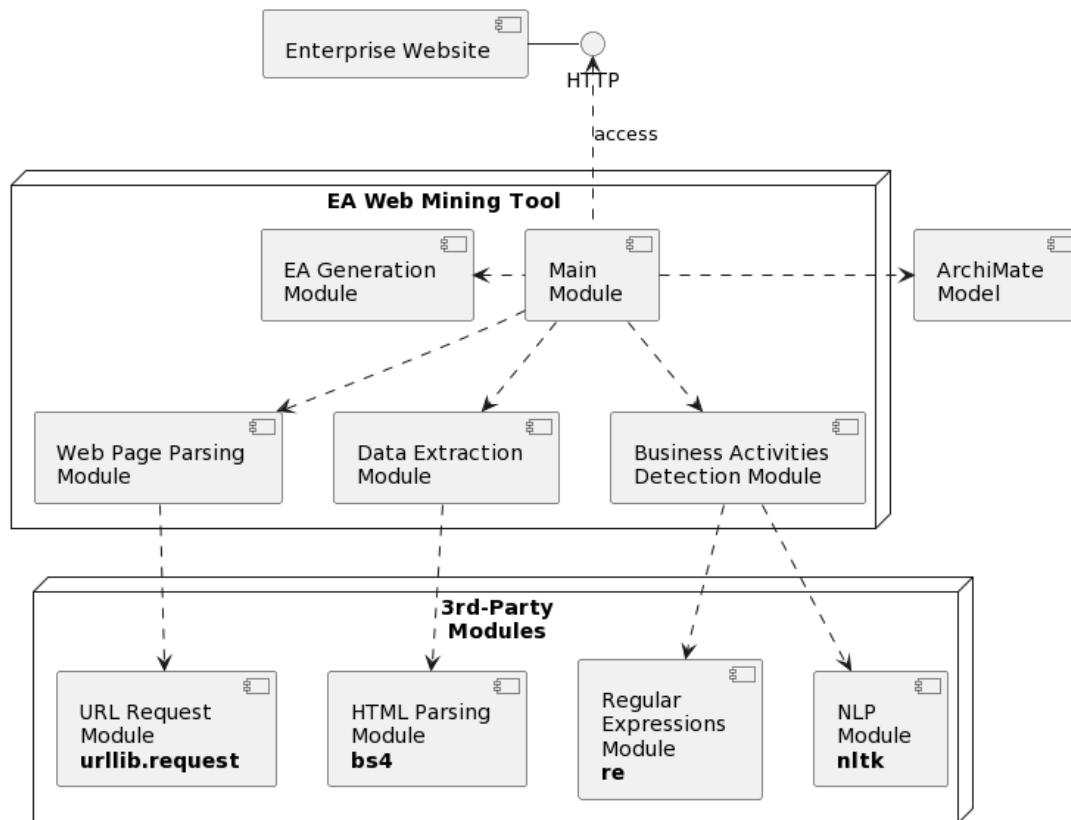 Enterprise Website
HTTP
access
EA Web Mining Tool
EA Generation
Module
Main
Module
ArchiMate
Model
Web Page Parsing
Module
Data Extraction
Module
Business Activities
Detection Module
3rd-Party
Modules
URL Request
Module
urllib.request
HTML Parsing
Module
bs4
Regular
Expressions
Module
re
NLP
Module
nltk